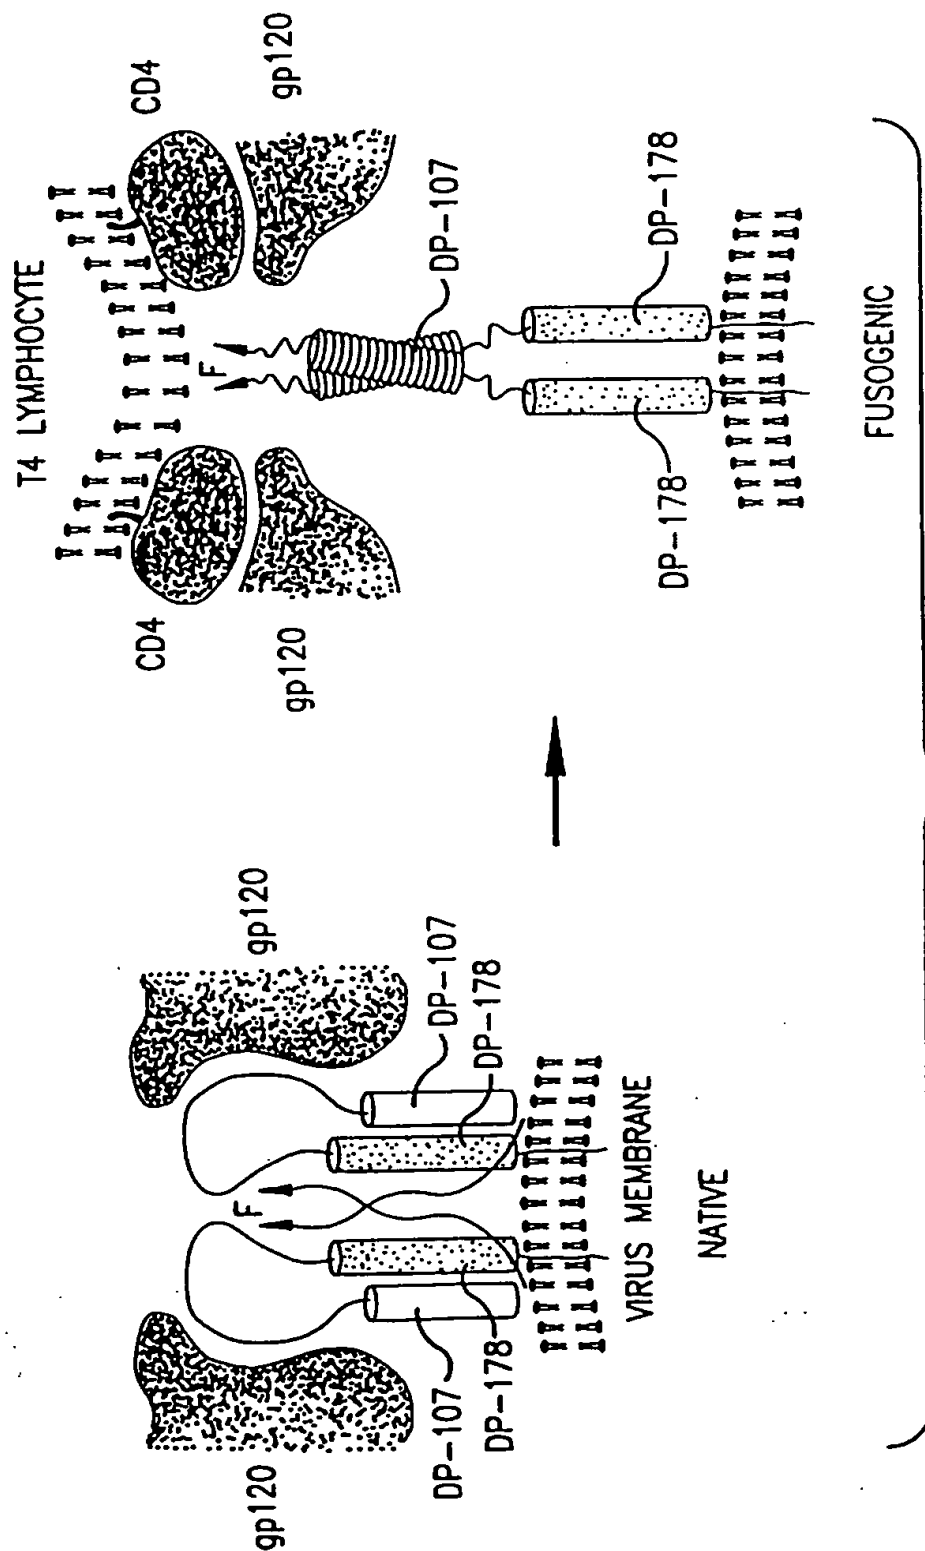 gp120
gp120
F
DP-107
DP-178
DP-107
DP-178
VIRUS MEMBRANE
NATIVE
T4 LYMPHOCYTE
CD4
CD4
gp120
gp120
F
DP-107
DP-178
DP-178
FUSOGENIC